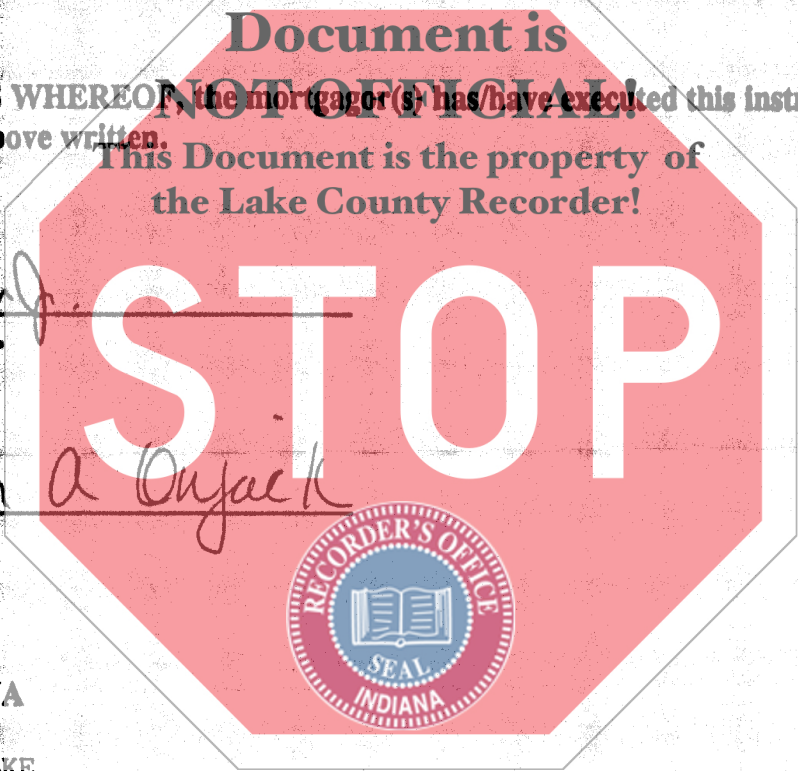 Document is
NOT OFFICIAL!
WHEREOF, the mortgagor(s) has/have executed this instr
ove written.
This Document is the property of
the Lake County Recorder!
J.
STOP
a Onjack
RECORDER'S OFFICE
SEAL
INDIANA
A
KE